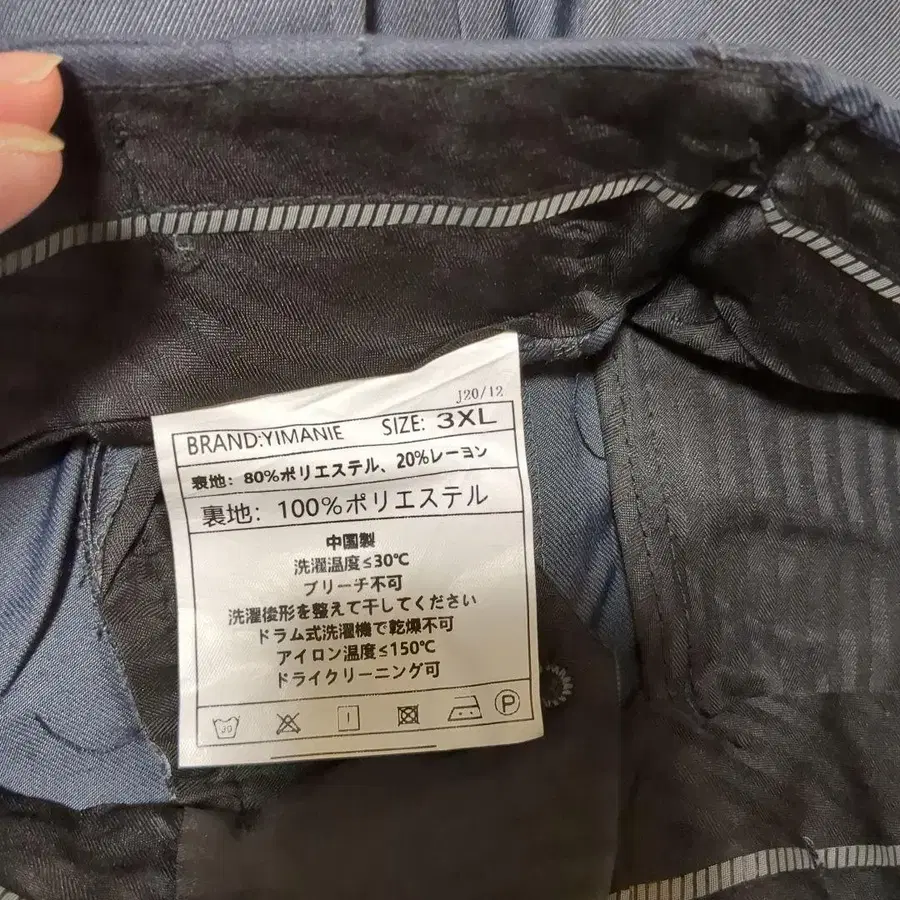 J20/12
BRAND:YIMANIE SIZE: 3XL
表地: 80%ポリエステル、20%レーヨン
裏地: 100%ポリエステル
中国製
洗濯温度≤30℃
ブリーチ不可
洗濯後形を整えて干してください
ドラム式洗濯機で乾燥不可
アイロン温度≤150℃
ドライクリーニング可
P